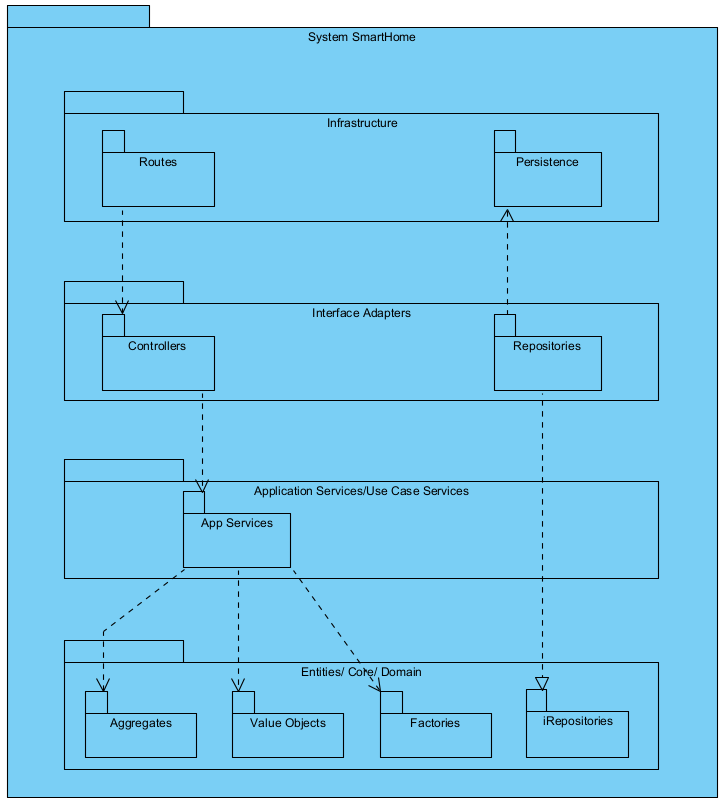 System SmartHome
Infrastructure
Routes
Persistence
Interface Adapters
Controllers
Repositories
Application Services/Use Case Services
App Services
Entities/ Core/ Domain
Aggregates
Value Objects
Factories
iRepositories